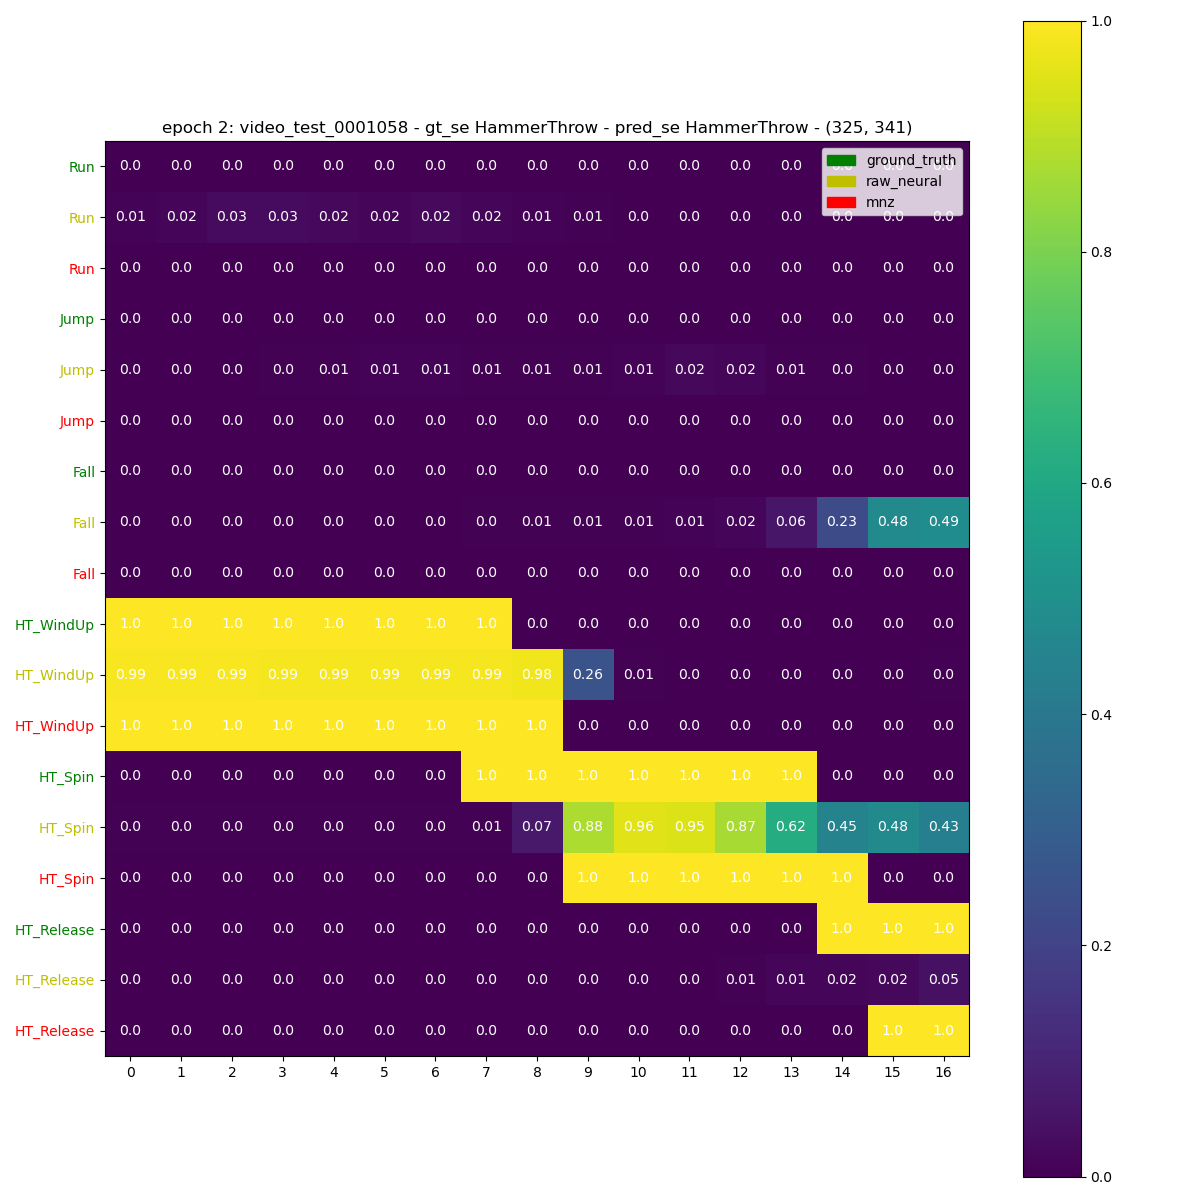 epoch 2: video_test_0001058 - gt_se HammerThrow - pred_se HammerThrow - (325, 341)
ground_truth
raw_neural
mnz
Run 0.0 0.0 0.0 0.0 0.0 0.0 0.0 0.0 0.0 0.0 0.0 0.0 0.0 0.0 0.0 0.0 0.0
Run 0.01 0.02 0.03 0.03 0.02 0.02 0.02 0.02 0.01 0.01 0.0 0.0 0.0 0.0 0.0 0.0 0.0
Run 0.0 0.0 0.0 0.0 0.0 0.0 0.0 0.0 0.0 0.0 0.0 0.0 0.0 0.0 0.0 0.0 0.0
Jump 0.0 0.0 0.0 0.0 0.0 0.0 0.0 0.0 0.0 0.0 0.0 0.0 0.0 0.0 0.0 0.0 0.0
Jump 0.0 0.0 0.0 0.0 0.01 0.01 0.01 0.01 0.01 0.01 0.01 0.02 0.02 0.01 0.0 0.0 0.0
Jump 0.0 0.0 0.0 0.0 0.0 0.0 0.0 0.0 0.0 0.0 0.0 0.0 0.0 0.0 0.0 0.0 0.0
Fall 0.0 0.0 0.0 0.0 0.0 0.0 0.0 0.0 0.0 0.0 0.0 0.0 0.0 0.0 0.0 0.0 0.0
Fall 0.0 0.0 0.0 0.0 0.0 0.0 0.0 0.0 0.01 0.01 0.01 0.01 0.02 0.06 0.23 0.48 0.49
Fall 0.0 0.0 0.0 0.0 0.0 0.0 0.0 0.0 0.0 0.0 0.0 0.0 0.0 0.0 0.0 0.0 0.0
HT_WindUp 1.0 1.0 1.0 1.0 1.0 1.0 1.0 1.0 0.0 0.0 0.0 0.0 0.0 0.0 0.0 0.0 0.0
HT_WindUp 0.99 0.99 0.99 0.99 0.99 0.99 0.99 0.99 0.98 0.26 0.01 0.0 0.0 0.0 0.0 0.0 0.0
HT_WindUp 1.0 1.0 1.0 1.0 1.0 1.0 1.0 1.0 1.0 0.0 0.0 0.0 0.0 0.0 0.0 0.0 0.0
HT_Spin 0.0 0.0 0.0 0.0 0.0 0.0 0.0 1.0 1.0 1.0 1.0 1.0 1.0 1.0 0.0 0.0 0.0
HT_Spin 0.0 0.0 0.0 0.0 0.0 0.0 0.0 0.01 0.07 0.88 0.96 0.95 0.87 0.62 0.45 0.48 0.43
HT_Spin 0.0 0.0 0.0 0.0 0.0 0.0 0.0 0.0 0.0 1.0 1.0 1.0 1.0 1.0 1.0 0.0 0.0
HT_Release 0.0 0.0 0.0 0.0 0.0 0.0 0.0 0.0 0.0 0.0 0.0 0.0 0.0 0.0 1.0 1.0 1.0
HT_Release 0.0 0.0 0.0 0.0 0.0 0.0 0.0 0.0 0.0 0.0 0.0 0.0 0.01 0.01 0.02 0.02 0.05
HT_Release 0.0 0.0 0.0 0.0 0.0 0.0 0.0 0.0 0.0 0.0 0.0 0.0 0.0 0.0 0.0 1.0 1.0
0 1 2 3 4 5 6 7 8 9 10 11 12 13 14 15 16
1.0
0.8
0.6
0.4
0.2
0.0